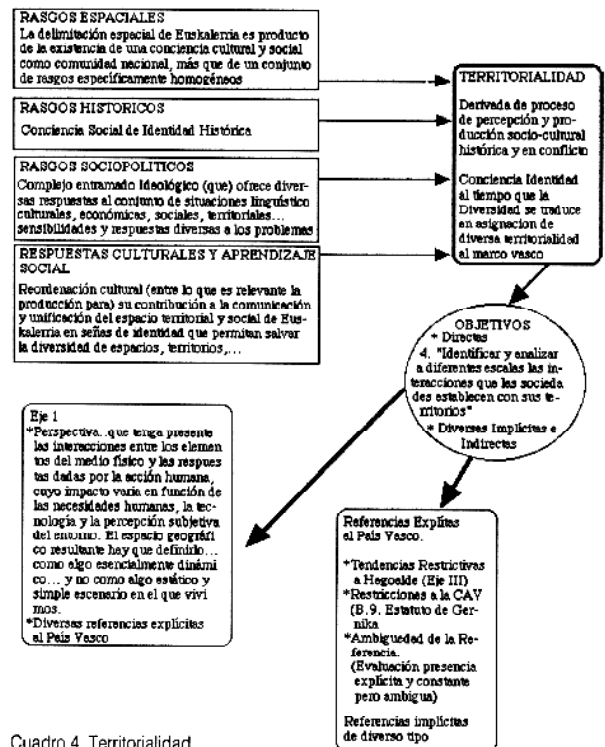 RASGOS ESPACIALES
La delimitación espacial de Euskalerria es producto
de la existencia de una conciencia cultural y social
como comunidad nacional, más que de un conjunto
de rasgos específicamente homogéneos
RASGOS HISTORICOS
Conciencia Social de Identidad Histórica
RASGOS SOCIOPOLITICOS
Complejo entramado Ideológico (que) ofrece diver-
sas respuestas al conjunto de situaciones linguístico
culturales, económicas, sociales, territoriales...
sensibilidades y respuestas diversas a los problemas
RESPUESTAS CULTURALES Y APRENDIZAJE
SOCIAL
Reordenación cultural (entre lo que es relevante la
producción para) su contribución a la comunicación
y unificación del espacio territorial y social de Eus-
kalerria en señas de identidad que permitan salvar
la diversidad de espacios, territorios,...
TERRITORIALIDAD
Derivada de proceso
de percepción y pro-
ducción socio-cultural
histórica y en conflicto
Conciencia Identidad
al tiempo que la
Diversidad se traduce
en asignacion de
diversa territorialidad
al marco vasco
OBJETIVOS
* Directas
4. "Identificar y analizar
a diferentes escalas las in-
teracciones que las socieda
des establecen con sus te-
rritorios"
* Diversas Implícitas e
Indirectas
Eje 1
*Perspectiva..que tenga presente
las interacciones entre los elemen
tos del medio físico y las respues
tas dadas por la acción humana,
cuyo impacto varia en función de
las necesidades humanas, la tec-
nología y la percepción subjetiva
del entorno. El espacio geográfi
co resultante hay que definirlo...
como algo esencialmente dinámi
co... y no como algo estático y
simple escenario en el que vivi
mos.
*Diversas referencias explícitas
al País Vasco
Referencias Explítas
al País Vasco.
*Tendencias Restrictivas
a Hegoalde (Eje III)
*Restricciones a la CAV
(B.9. Estatuto de Ger-
nika
*Ambiguedad de la Re-
ferencia.
(Evaluación presencia
explícita y constante
pero ambigua)
Referencias implícitas
de diverso tipo
Cuadro 4. Territorialidad